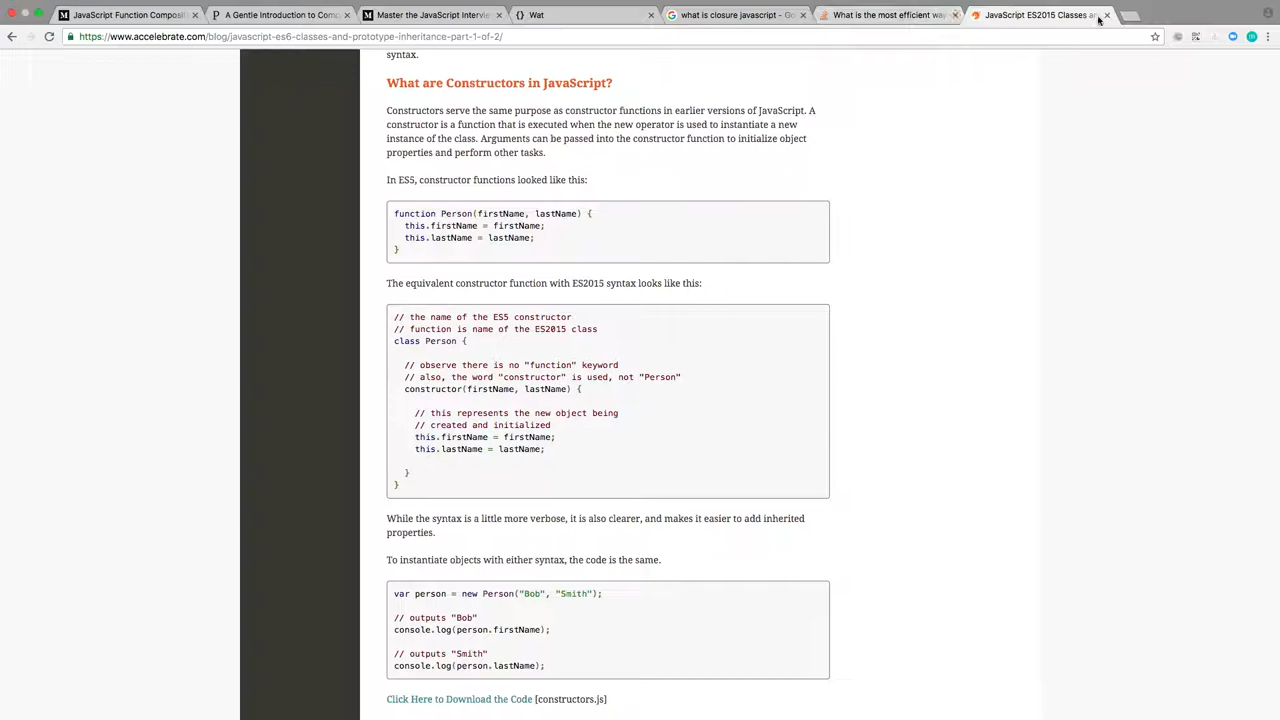 JavaScript Function Composit
A Gentle Introduction to Comp
Master the JavaScript Interview
Wat
what is closure javascript - Go
What is the most efficient way
JavaScript ES2015 Classes an
https://www.accelebrate.com/blog/javascript-es6-classes-and-prototype-inheritance-part-1-of-2/
syntax.
What are Constructors in JavaScript?
Constructors serve the same purpose as constructor functions in earlier versions of JavaScript. A
constructor is a function that is executed when the new operator is used to instantiate a new
instance of the class. Arguments can be passed into the constructor function to initialize object
properties and perform other tasks.
In ES5, constructor functions looked like this:
function Person(firstName, lastName) {
this.firstName = firstName;
this.lastName = lastName;
}
The equivalent constructor function with ES2015 syntax looks like this:
// the name of the ES5 constructor
// function is name of the ES2015 class
class Person {
// observe there is no "function" keyword
// also, the word "constructor" is used, not "Person"
constructor(firstName, lastName) {
// this represents the new object being
// created and initialized
this.firstName = firstName;
this.lastName = lastName;
}
}
While the syntax is a little more verbose, it is also clearer, and makes it easier to add inherited
properties.
To instantiate objects with either syntax, the code is the same.
var person = new Person("Bob", "Smith");
// outputs "Bob"
console.log(person.firstName);
// outputs "Smith"
console.log(person.lastName);
Click Here to Download the Code [constructors.js]